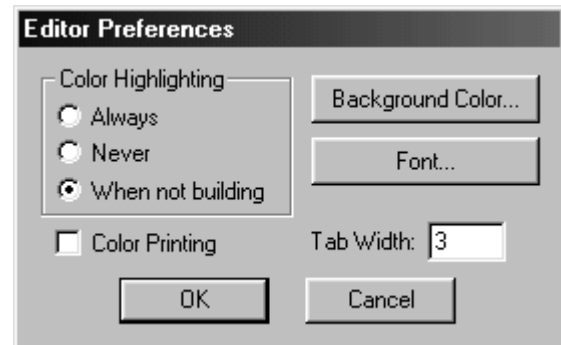 Editor Preferences
Color Highlighting
Always
Never
When not building
Background Color...
Font...
Color Printing
Tab Width: 3
OK
Cancel